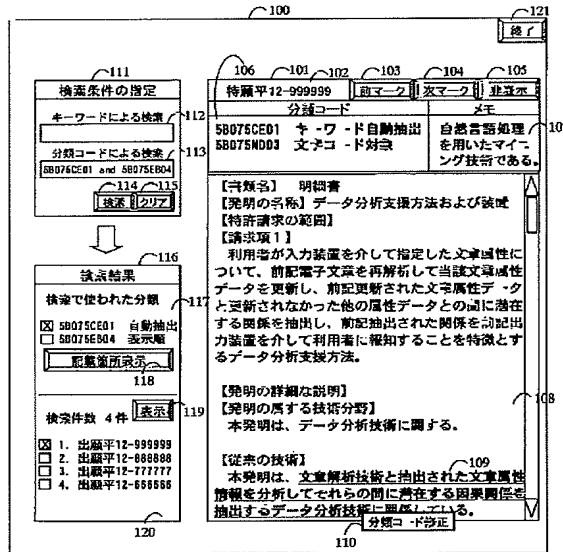 100
121
終了
111
検索条件の指定
キーワードによる検索
112
分類コードによる検索
113
5B075CE01 and 5B075EB04
114
115
検索
クリア
116
検索結果
検索で使われた分類
117
5B075CE01 自動抽出
5B075EB04 表示順
記載箇所表示
118
検索件数 4件
表示
119
1. 出願平12-999999
2. 出願平12-888888
3. 出願平12-777777
4. 出願平12-666666
120
106
101
102
103
104
105
特願平12-999999
前マーク
次マーク
非表示
分類コード
メモ
5B075CE01 キーワード自動抽出
5B075ND03 文字コード対象
自然言語処理
を用いたマイニ
ング技術である。
10
【書類名】 明細書
【発明の名称】データ分析支援方法および装置
【特許請求の範囲】
【請求項1】
利用者が入力装置を介して指定した文章属性に
ついて、前記電子文章を再解析して当該文章属性
データを更新し、前記更新された文字属性データ
と更新されなかった他の属性データとの間に潜在
する関係を抽出し、前記抽出された関係を前記出
力装置を介して利用者に報知することを特徴とす
るデータ分析支援方法。
【発明の詳細な説明】
【発明の属する技術分野】
本発明は、データ分析技術に関する。
108
【従来の技術】
109
本発明は、文章解析技術と抽出された文章属性
情報を分析してそれらの間に潜在する因果関係を
抽出するデータ分析技術に関係している。
分類コード修正
110